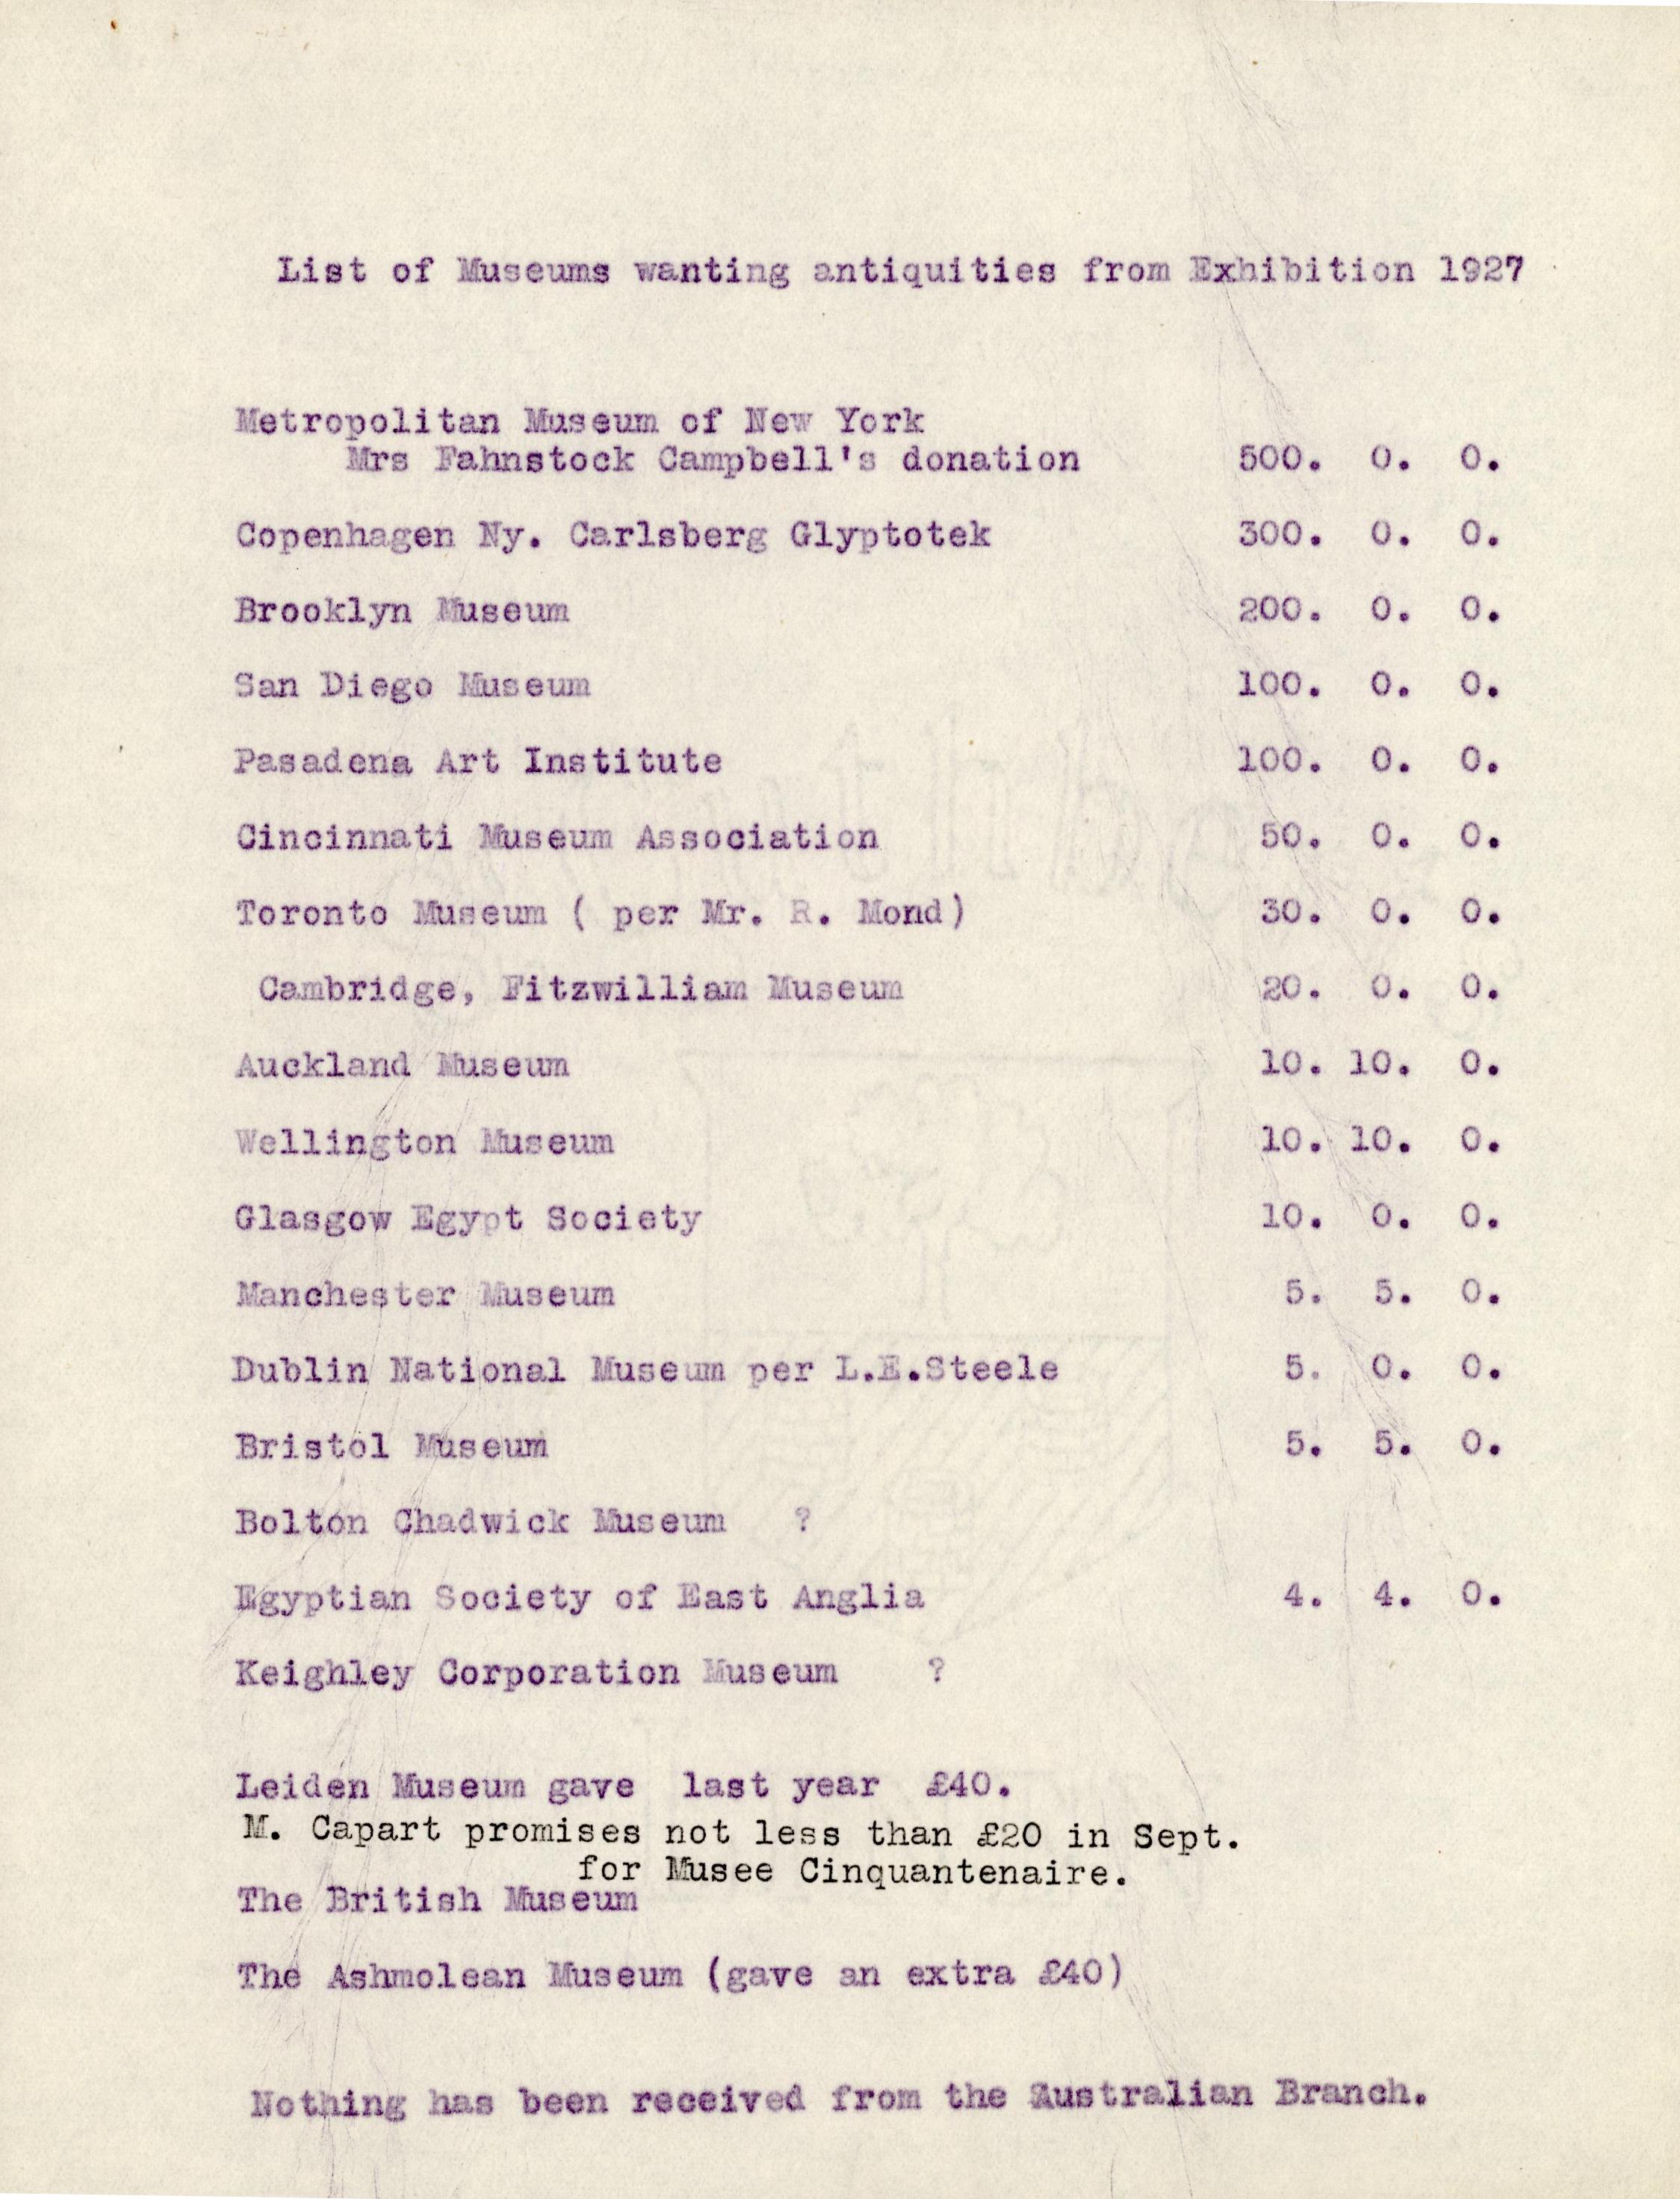 List of Museums wanting antiquities from Exhibition 1927
Metropolitan Museum of New York
Mrs Fahnstock Campbell's donation 500. 0. 0.
Copenhagen Ny. Carlsberg Glyptotek 300. 0. 0.
Brooklyn Museum 200. 0. 0.
San Diego Museum 100. 0. 0.
Pasadena Art Institute 100. 0. 0.
Cincinnati Museum Association 50. 0. 0.
Toronto Museum ( per Mr. R. Mond) 30. 0. 0.
Cambridge, Fitzwilliam Museum 20. 0. 0.
Auckland Museum 10. 10. 0.
Wellington Museum 10. 10. 0.
Glasgow Egypt Society 10. 0. 0.
Manchester Museum 5. 5. 0.
Dublin National Museum per L.E.Steele 5. 0. 0.
Bristol Museum 5. 5. 0.
Bolton Chadwick Museum ?
Egyptian Society of East Anglia 4. 4. 0.
Keighley Corporation Museum ?
Leiden Museum gave last year £40.
M. Capart promises not less than £20 in Sept.
for Musee Cinquantenaire.
The British Museum
The Ashmolean Museum (gave an extra £40)
Nothing has been received from the Australian Branch.